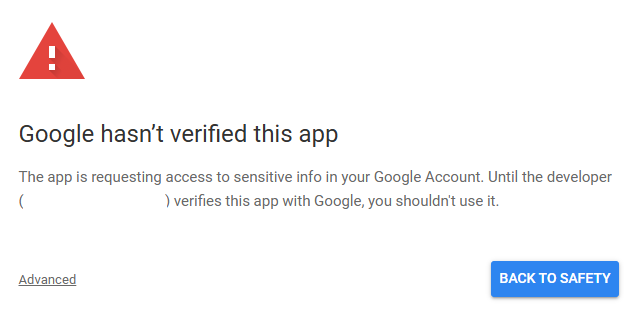 Google hasn't verified this app
The app is requesting access to sensitive info in your Google Account. Until the developer
( ) verifies this app with Google, you shouldn't use it.
Advanced
BACK TO SAFETY